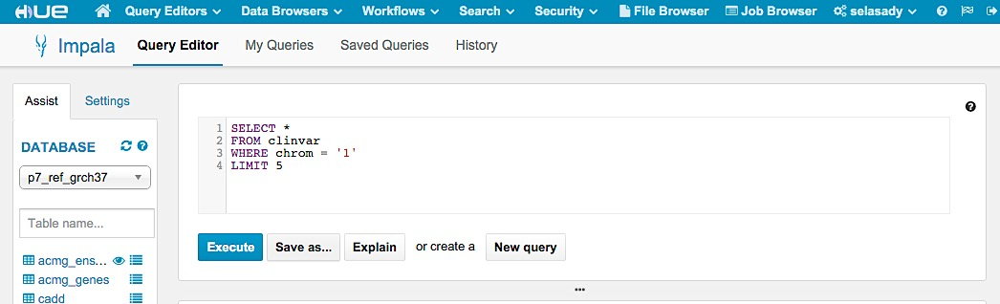 HUE Query Editors Data Browsers Workflows Search Security File Browser Job Browser selasady
Impala Query Editor My Queries Saved Queries History
Assist Settings
DATABASE
p7_ref_grch37
Table name...
acmg_ens...
acmg_genes
cadd
1 SELECT *
2 FROM clinvar
3 WHERE chrom = '1'
4 LIMIT 5
Execute Save as... Explain or create a New query
...